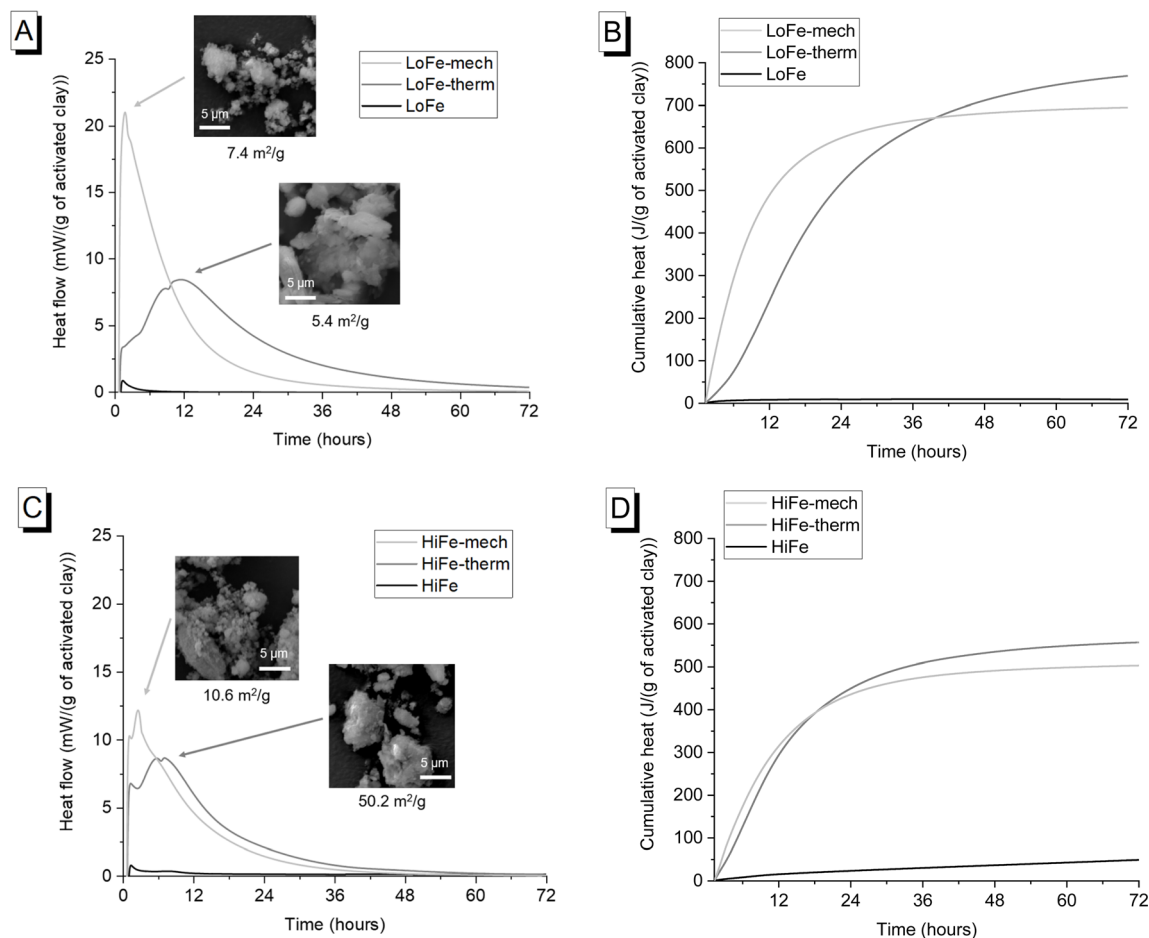 A
Heat flow (mW/(g of activated clay))
25
20
15
10
5
0
0 12 24 36 48 60 72
Time (hours)
LoFe-mech
LoFe-therm
LoFe
5 µm
7.4 m²/g
5 µm
5.4 m²/g
B
Cumulative heat (J/(g of activated clay))
800
700
600
500
400
300
200
100
0
12 24 36 48 60 72
Time (hours)
LoFe-mech
LoFe-therm
LoFe
C
Heat flow (mW/(g of activated clay))
25
20
15
10
5
0
0 12 24 36 48 60 72
Time (hours)
HiFe-mech
HiFe-therm
HiFe
5 µm
10.6 m²/g
5 µm
50.2 m²/g
D
Cumulative heat (J/(g of activated clay))
800
700
600
500
400
300
200
100
0
12 24 36 48 60 72
Time (hours)
HiFe-mech
HiFe-therm
HiFe